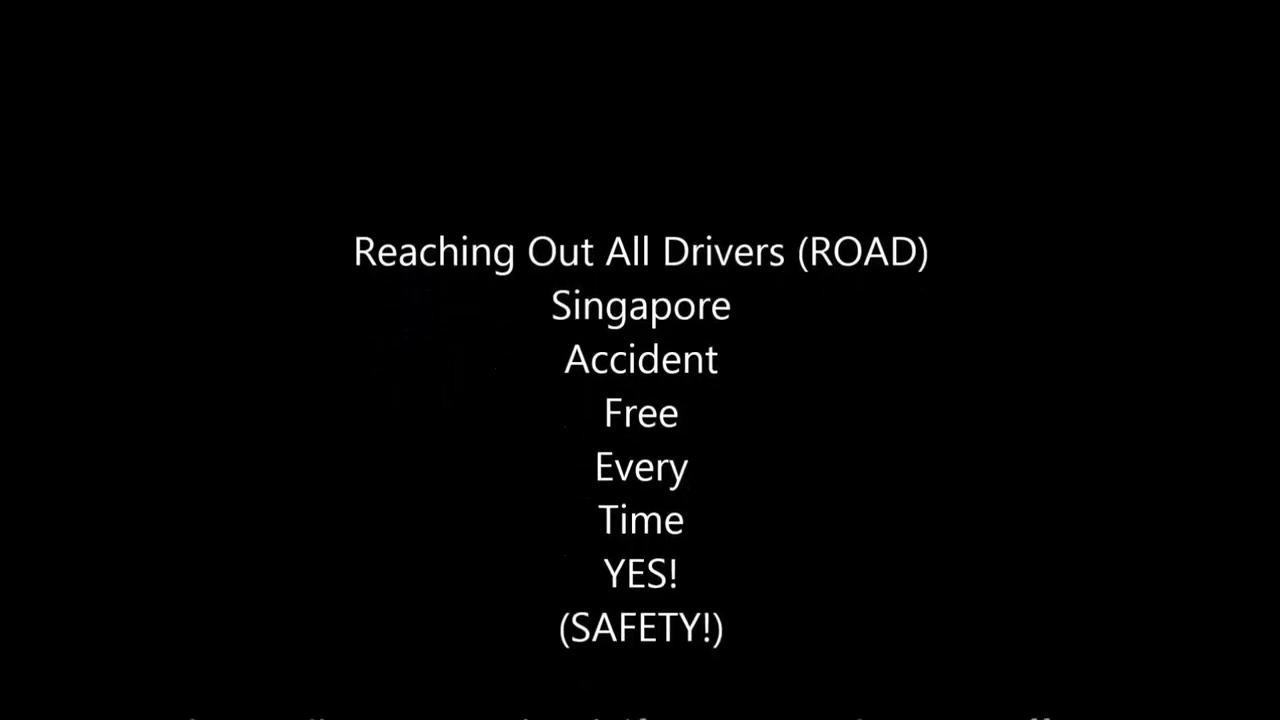 Reaching Out All Drivers (ROAD)
Singapore
Accident
Free
Every
Time
YES!
(SAFETY!)